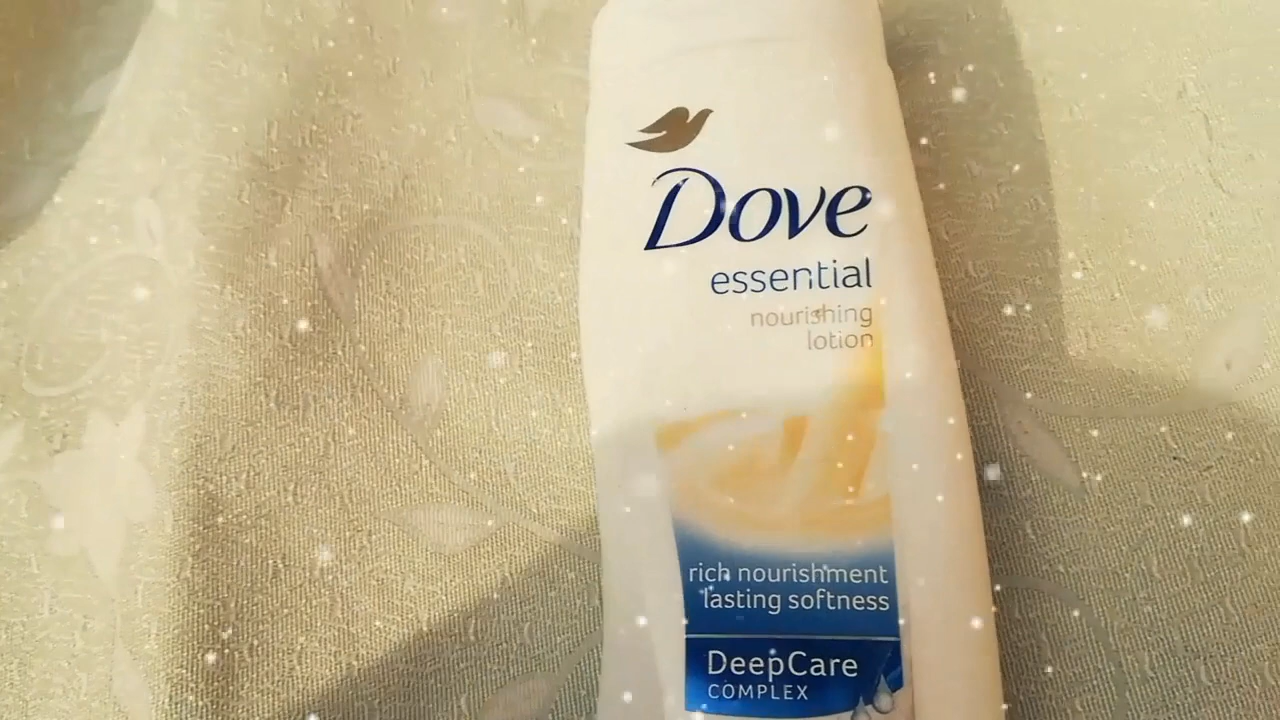 Dove
essential
nourishing
lotion
rich nourishment
lasting softness
DeepCare
COMPLEX